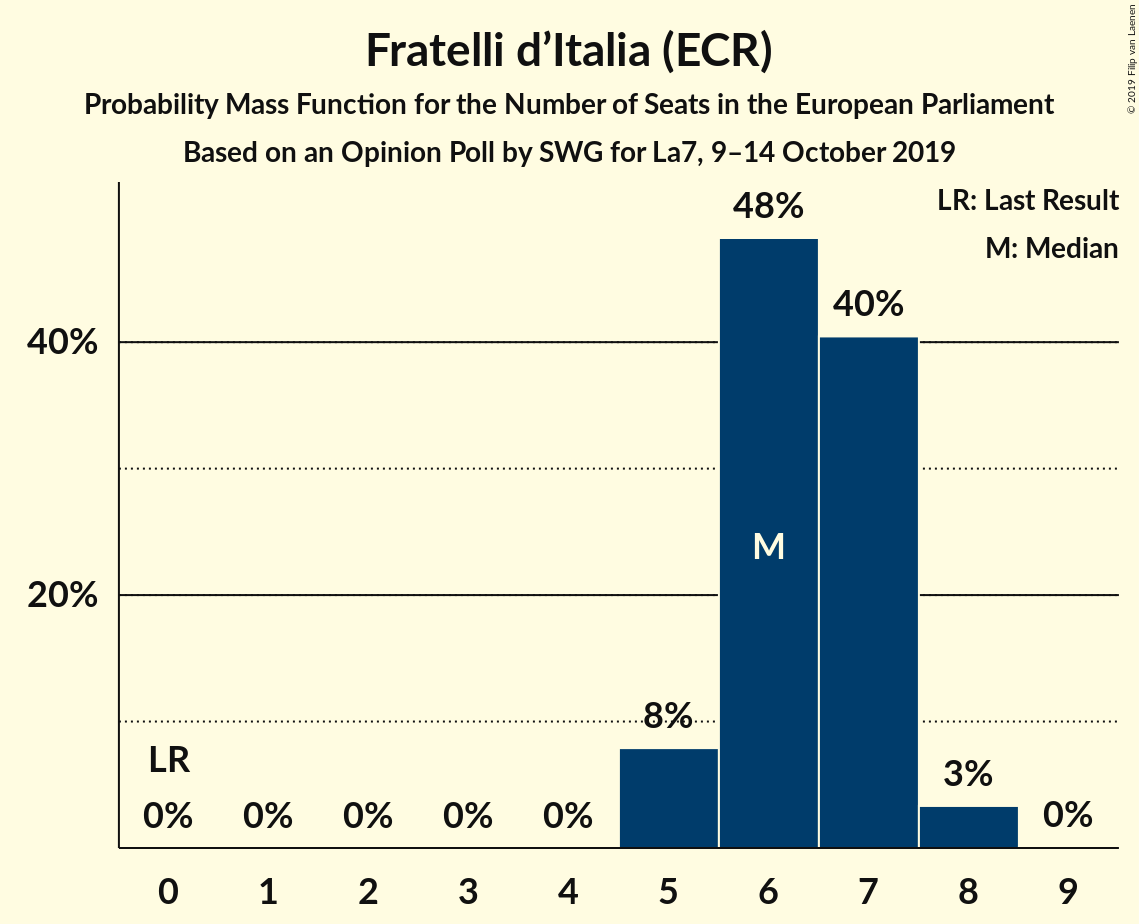 Fratelli d’Italia (ECR)
Probability Mass Function for the Number of Seats in the European Parliament
Based on an Opinion Poll by SWG for La7, 9–14 October 2019
© 2019 Filip van Laenen
LR: Last Result
M: Median
48%
40%
40%
M
20%
8%
LR
3%
0% 0% 0% 0% 0% 0%
0 1 2 3 4 5 6 7 8 9